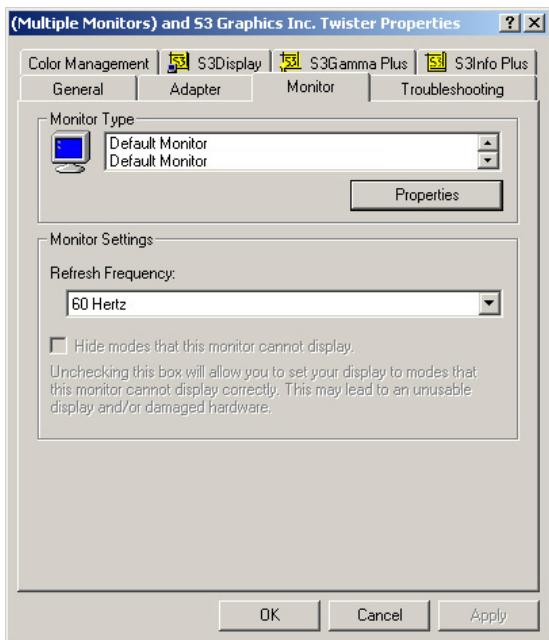 (Multiple Monitors) and S3 Graphics Inc. Twister Properties
Color Management S3 S3Display S3 S3Gamma Plus S3 S3Info Plus
General Adapter Monitor Troubleshooting
Monitor Type
Default Monitor
Default Monitor
Properties
Monitor Settings
Refresh Frequency:
60 Hertz
Hide modes that this monitor cannot display.
Unchecking this box will allow you to set your display to modes that
this monitor cannot display correctly. This may lead to an unusable
display and/or damaged hardware.
OK Cancel Apply